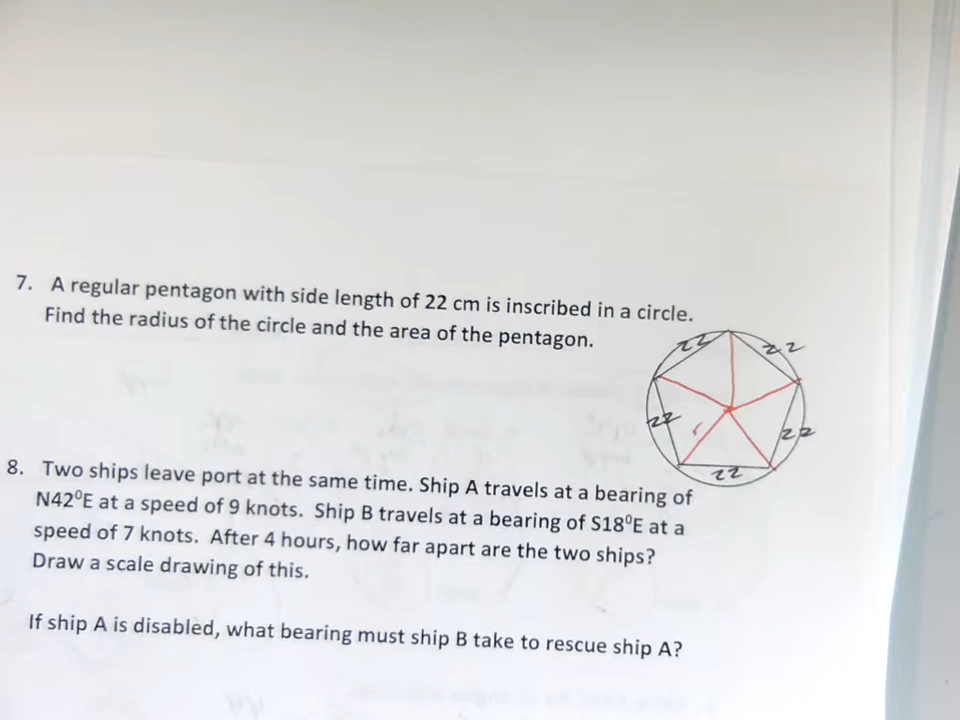 7. A regular pentagon with side length of 22 cm is inscribed in a circle.
Find the radius of the circle and the area of the pentagon.
22
22
22
22
22
8. Two ships leave port at the same time. Ship A travels at a bearing of
N42⁰E at a speed of 9 knots. Ship B travels at a bearing of S18⁰E at a
speed of 7 knots. After 4 hours, how far apart are the two ships?
Draw a scale drawing of this.
If ship A is disabled, what bearing must ship B take to rescue ship A?